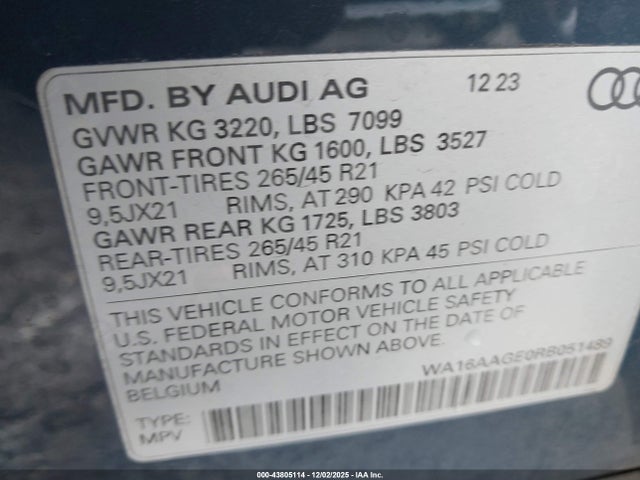 MFD. BY AUDI AG 12 23
GVWR KG 3220, LBS 7099
GAWR FRONT KG 1600, LBS 3527
FRONT-TIRES 265/45 R21
9,5JX21 RIMS, AT 290 KPA 42 PSI COLD
GAWR REAR KG 1725, LBS 3803
REAR-TIRES 265/45 R21
9,5JX21 RIMS, AT 310 KPA 45 PSI COLD
THIS VEHICLE CONFORMS TO ALL APPLICABLE
U.S. FEDERAL MOTOR VEHICLE SAFETY
STANDARDS IN EFFECT ON THE DATE OF
MANUFACTURE SHOWN ABOVE.
BELGIUM
WA16AAGE0RB051489
TYPE:
MPV
000-43805114 - 12/02/2025 - IAA Inc.